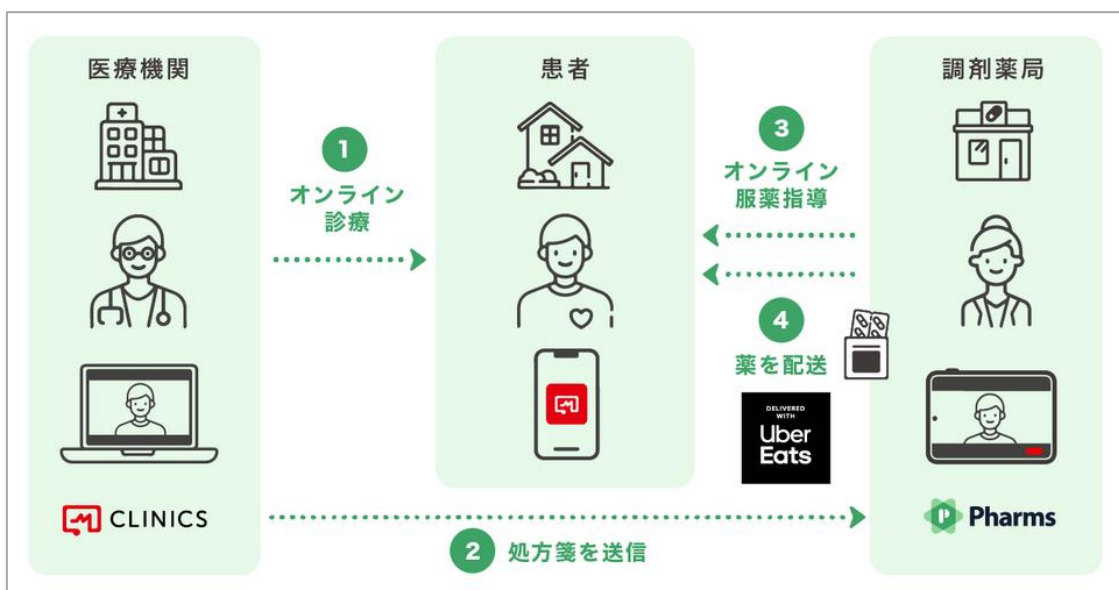 医療機関
患者
調剤薬局
1
オンライン
診療
3
オンライン
服薬指導
4
薬を配送
DELIVERED
WITH
Uber
Eats
CLINICS
Pharms
2 処方箋を送信